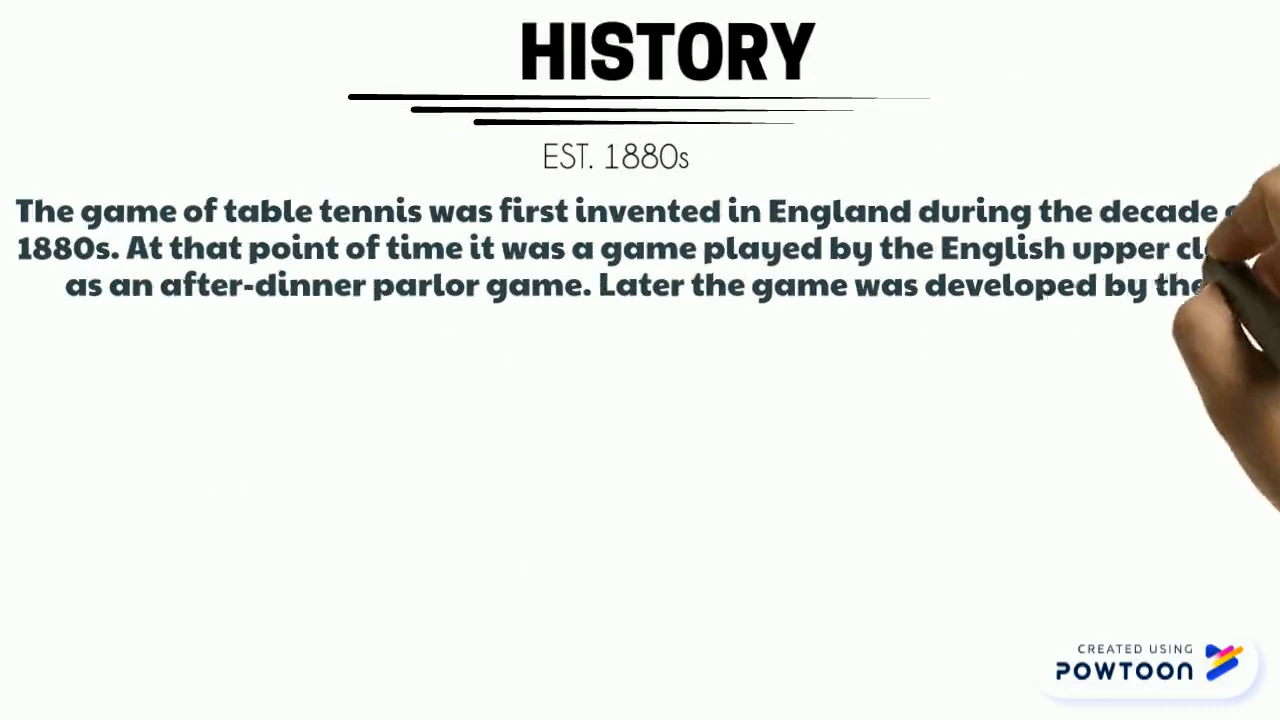 HISTORY
EST. 1880s
The game of table tennis was first invented in England during the decade
1880s. At that point of time it was a game played by the English upper
as an after-dinner parlor game. Later the game was developed by the
CREATED USING
POWTOON